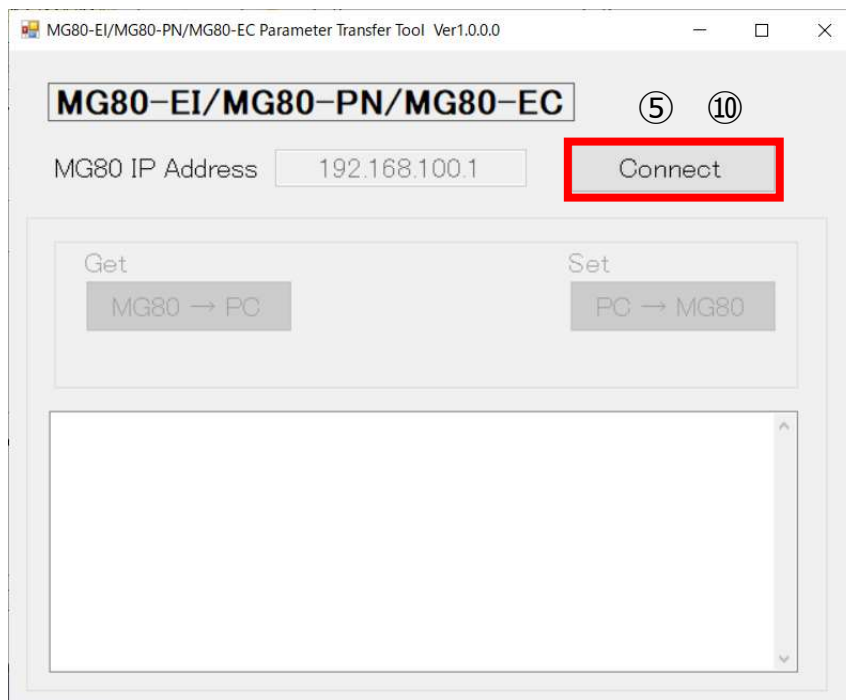 MG80-EI/MG80-PN/MG80-EC Parameter Transfer Tool Ver1.0.0.0
MG80-EI/MG80-PN/MG80-EC
⑤ ⑩
MG80 IP Address 192.168.100.1 Connect
Get Set
MG80 → PC PC → MG80